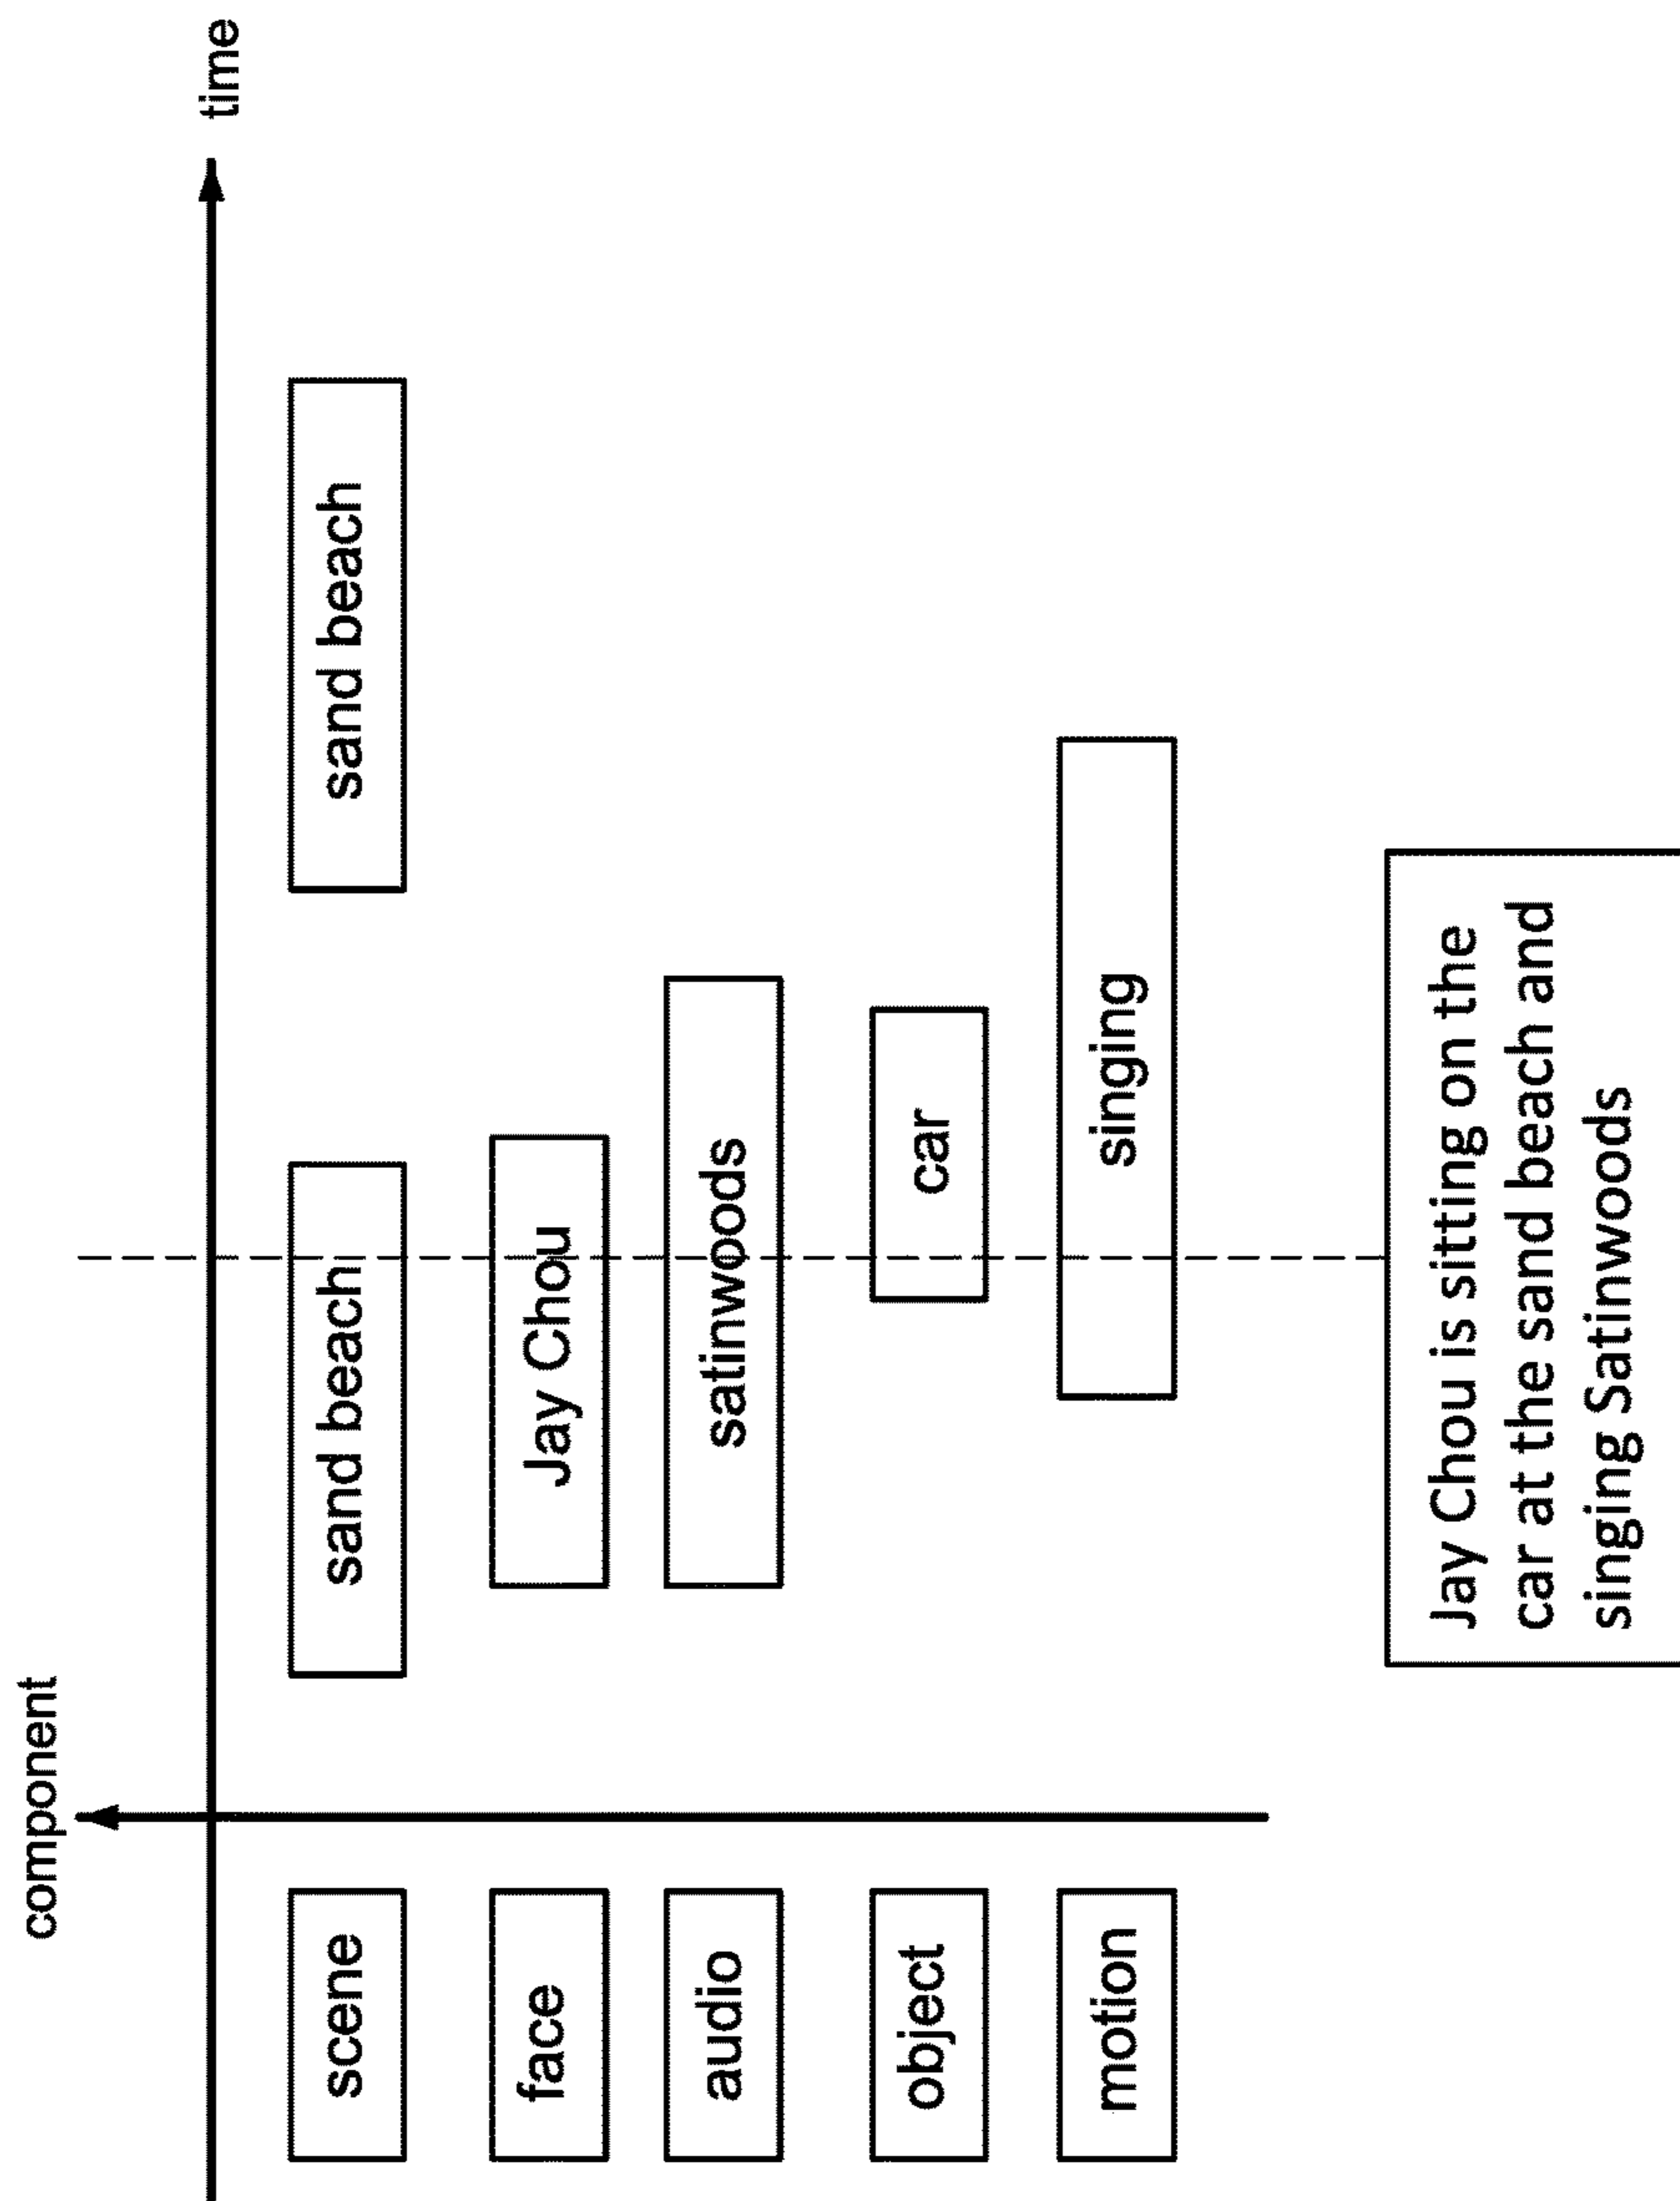 component
time
scene
sand beach
sand beach
face
Jay Chou
audio
satinwoods
object
car
motion
singing
Jay Chou is sitting on the
car at the sand beach and
singing Satinwoods